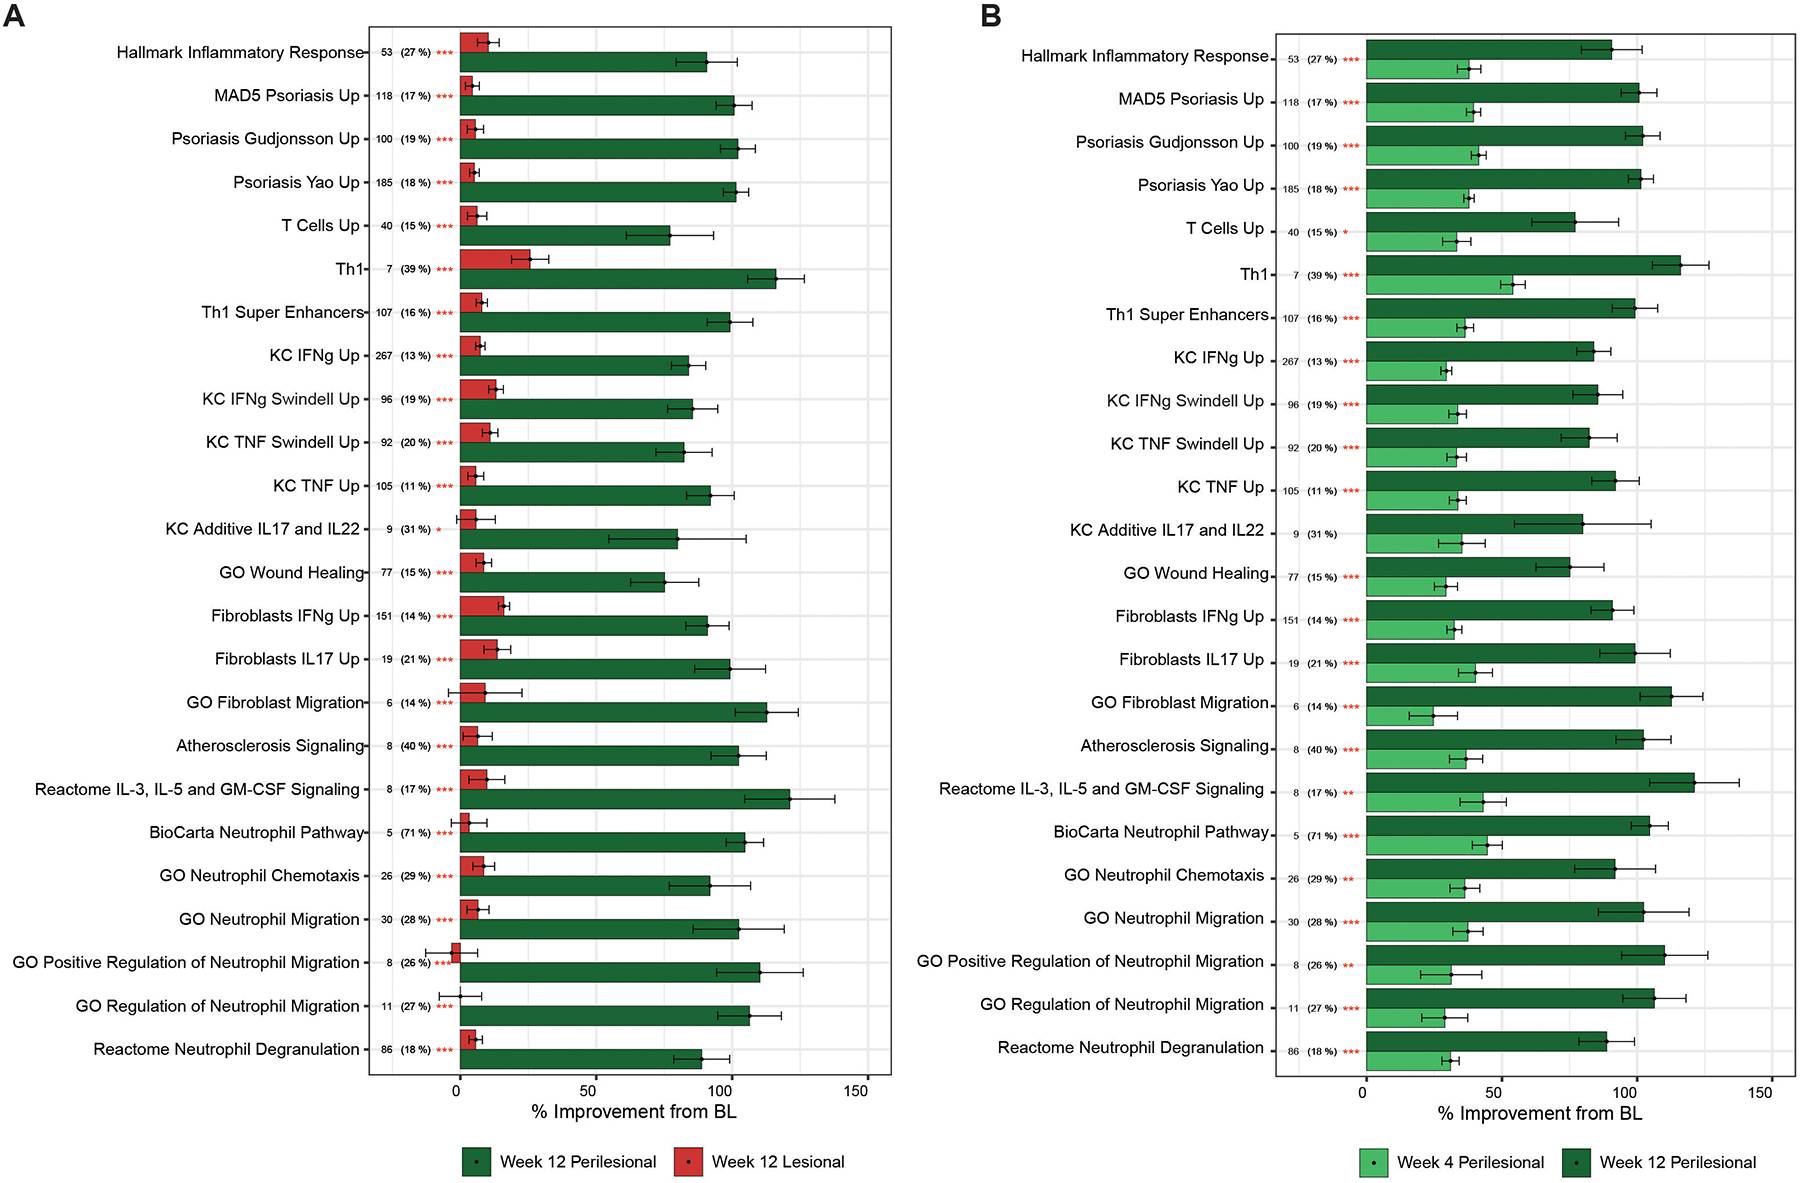 A
Hallmark Inflammatory Response 53 (27 %) ***
MAD5 Psoriasis Up 118 (17 %) ***
Psoriasis Gudjonsson Up 100 (19 %) ***
Psoriasis Yao Up 185 (18 %) ***
T Cells Up 40 (15 %) ***
Th1 7 (39 %) ***
Th1 Super Enhancers 107 (16 %) ***
KC IFNg Up 267 (13 %) ***
KC IFNg Swindell Up 96 (19 %) ***
KC TNF Swindell Up 92 (20 %) ***
KC TNF Up 105 (11 %) ***
KC Additive IL17 and IL22 9 (31 %) *
GO Wound Healing 77 (15 %) ***
Fibroblasts IFNg Up 151 (14 %) ***
Fibroblasts IL17 Up 19 (21 %) ***
GO Fibroblast Migration 6 (14 %) ***
Atherosclerosis Signaling 8 (40 %) ***
Reactome IL-3, IL-5 and GM-CSF Signaling 8 (17 %) ***
BioCarta Neutrophil Pathway 5 (71 %) ***
GO Neutrophil Chemotaxis 26 (29 %) ***
GO Neutrophil Migration 30 (28 %) ***
GO Positive Regulation of Neutrophil Migration 8 (26 %) ***
GO Regulation of Neutrophil Migration 11 (27 %) ***
Reactome Neutrophil Degranulation 86 (18 %) ***
0 50 100 150
% Improvement from BL
Week 12 Perilesional Week 12 Lesional
B
Hallmark Inflammatory Response 53 (27 %) ***
MAD5 Psoriasis Up 118 (17 %) ***
Psoriasis Gudjonsson Up 100 (19 %) ***
Psoriasis Yao Up 185 (18 %) ***
T Cells Up 40 (15 %) *
Th1 7 (39 %) ***
Th1 Super Enhancers 107 (16 %) ***
KC IFNg Up 267 (13 %) ***
KC IFNg Swindell Up 96 (19 %) ***
KC TNF Swindell Up 92 (20 %) ***
KC TNF Up 105 (11 %) ***
KC Additive IL17 and IL22 9 (31 %)
GO Wound Healing 77 (15 %) ***
Fibroblasts IFNg Up 151 (14 %) ***
Fibroblasts IL17 Up 19 (21 %) ***
GO Fibroblast Migration 6 (14 %) ***
Atherosclerosis Signaling 8 (40 %) ***
Reactome IL-3, IL-5 and GM-CSF Signaling 8 (17 %) **
BioCarta Neutrophil Pathway 5 (71 %) ***
GO Neutrophil Chemotaxis 26 (29 %) **
GO Neutrophil Migration 30 (28 %) ***
GO Positive Regulation of Neutrophil Migration 8 (26 %) **
GO Regulation of Neutrophil Migration 11 (27 %) ***
Reactome Neutrophil Degranulation 86 (18 %) ***
0 50 100 150
% Improvement from BL
Week 4 Perilesional Week 12 Perilesional